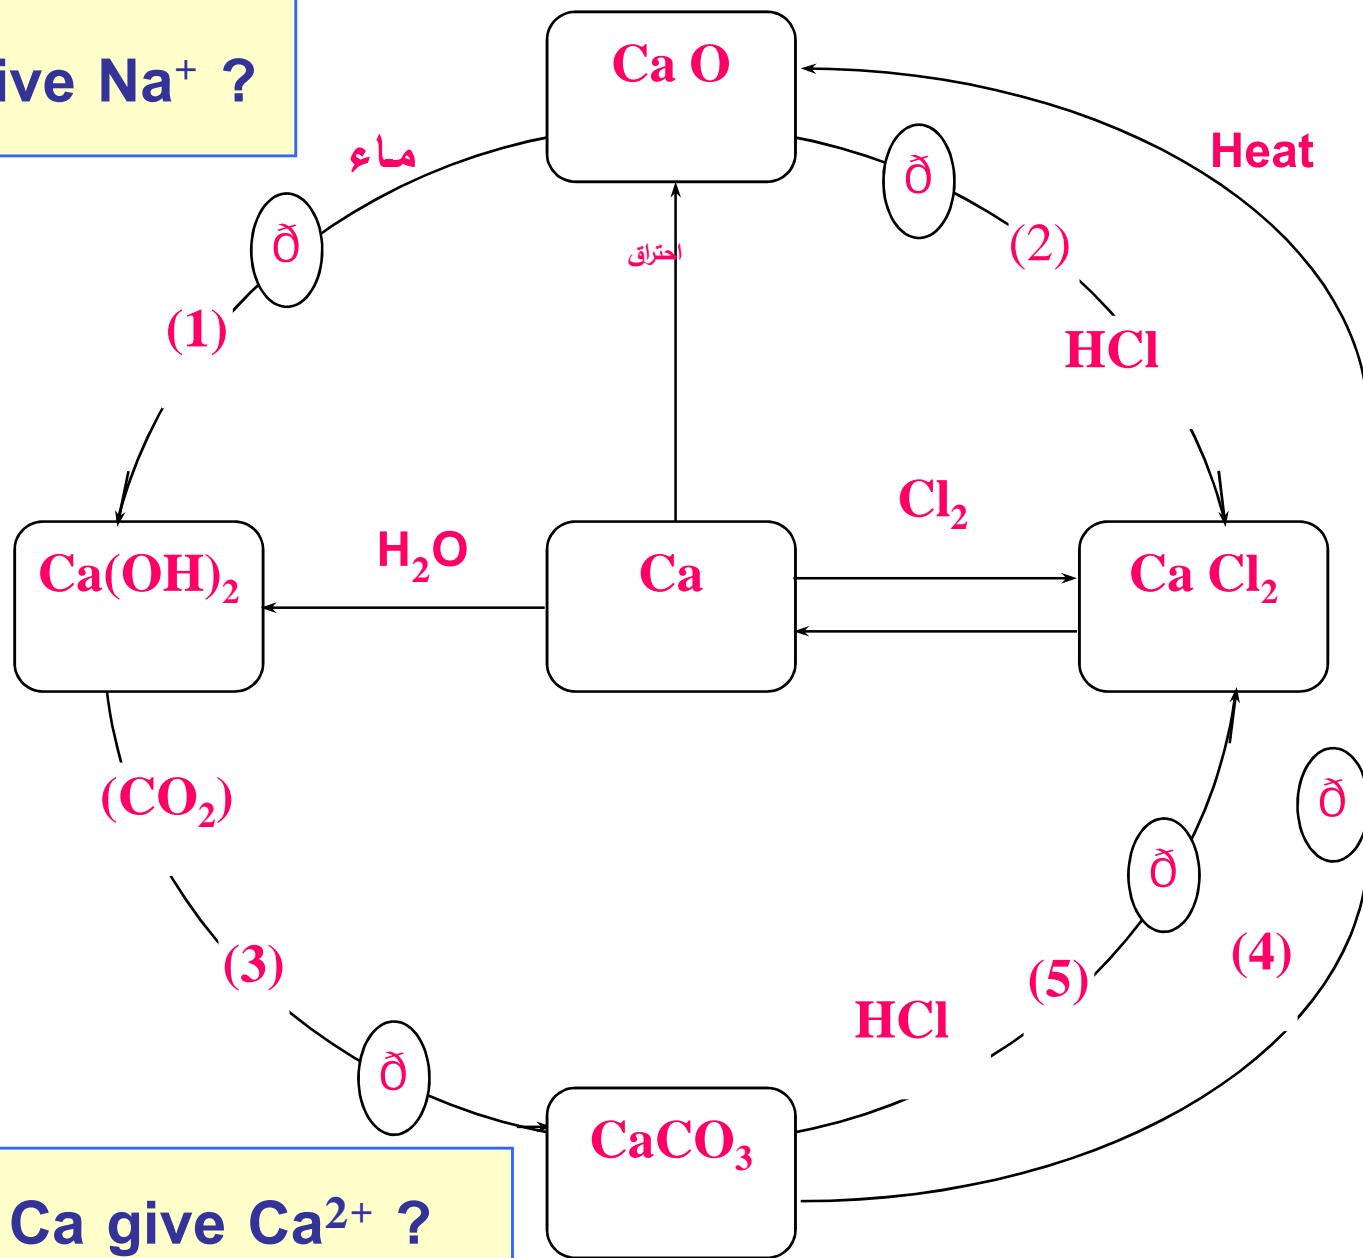 ive Na⁺ ?
Ca O
ماء
Heat
ð
ð
(2)
احتراق
(1)
HCl
Cl₂
H₂O
Ca(OH)₂
Ca
Ca Cl₂
(CO₂)
ð
ð
(3)
(4)
(5)
HCl
ð
CaCO₃
Ca give Ca²⁺ ?